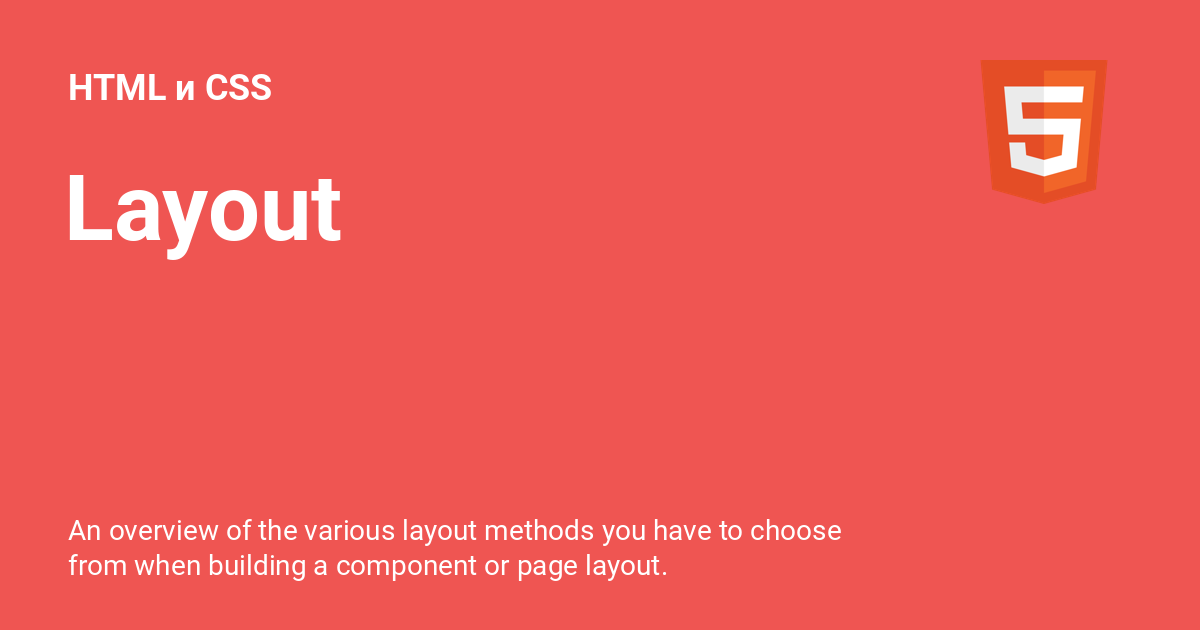 HTML и CSS
Layout
An overview of the various layout methods you have to choose
from when building a component or page layout.